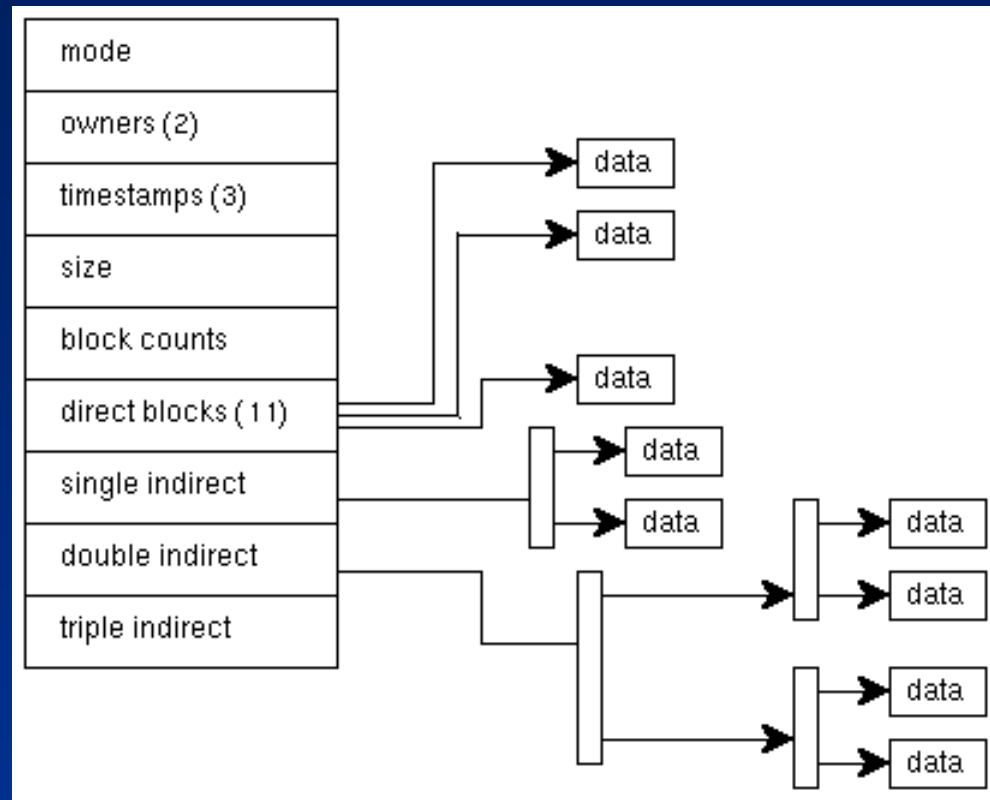 mode
owners (2)
timestamps (3)
size
block counts
direct blocks (11)
single indirect
double indirect
triple indirect
data
data
data
data
data
data
data
data
data